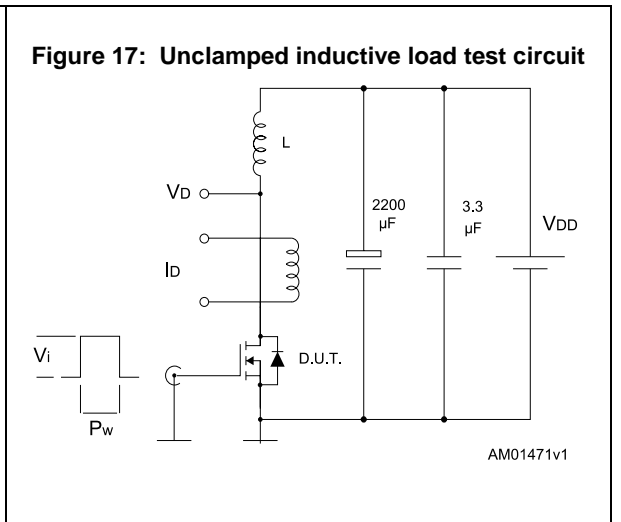 Figure 17: Unclamped inductive load test circuit
L
VD
2200
µF
3.3
µF
VDD
ID
Vi
D.U.T.
Pw
AM01471v1